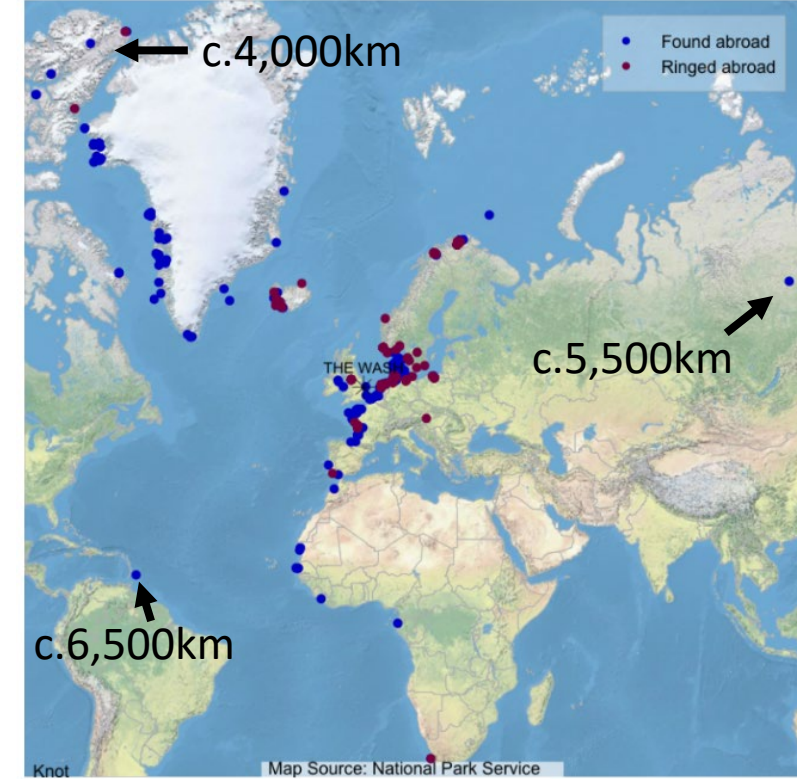 c.4,000km
Found abroad
Ringed abroad
c.5,500km
THE WASH
c.6,500km
Knot
Map Source: National Park Service